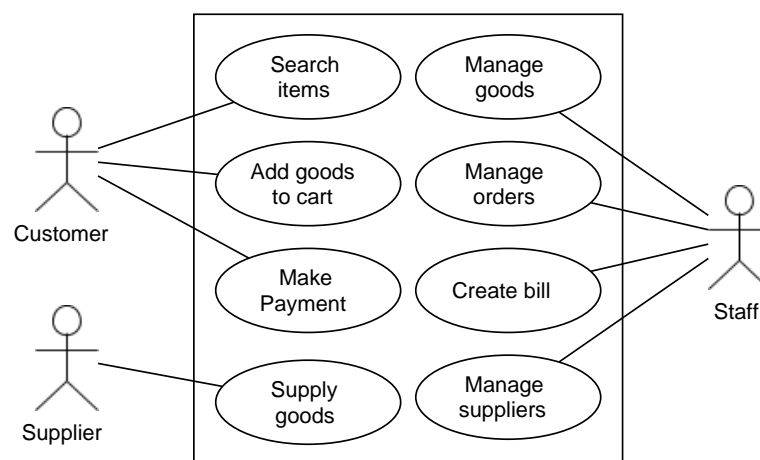 Search
items
Manage
goods
Add goods
to cart
Manage
orders
Customer
Make
Payment
Create bill
Staff
Supply
goods
Manage
suppliers
Supplier